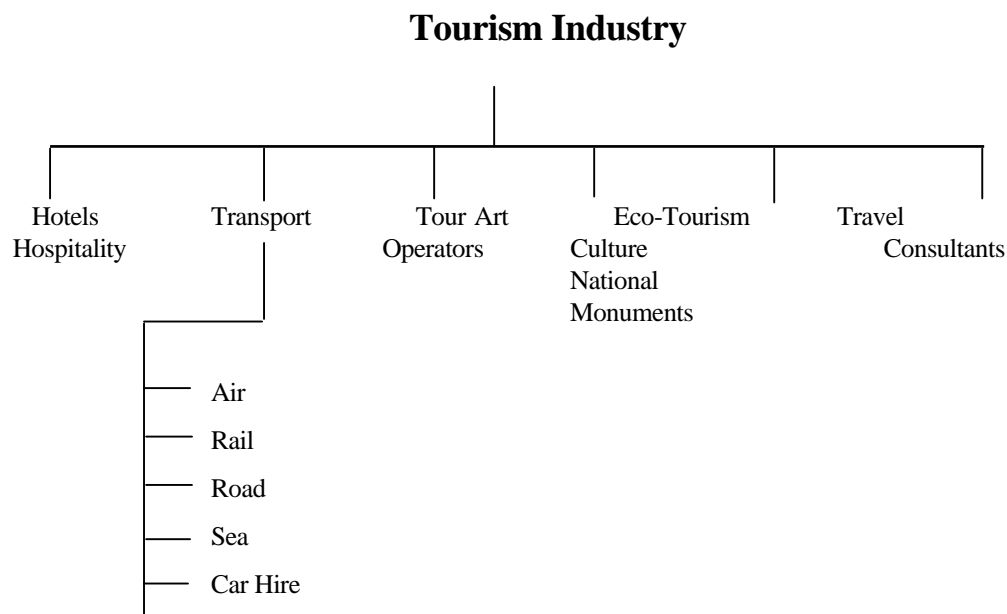 Tourism Industry
Hotels Transport Tour Art Eco-Tourism Travel
Hospitality Operators Culture Consultants
National
Monuments
Air
Rail
Road
Sea
Car Hire